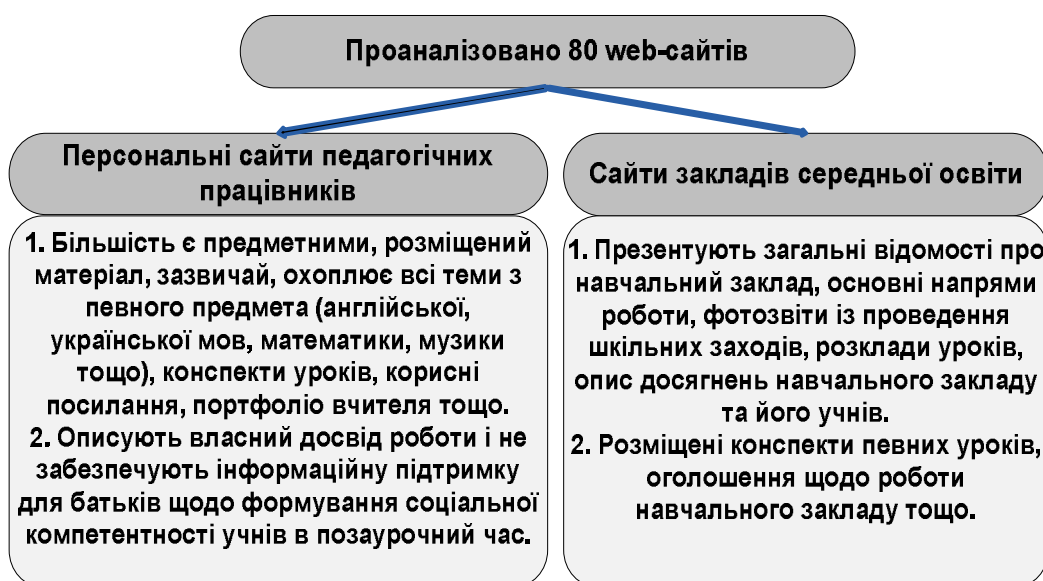 Проаналізовано 80 web-сайтів
Персональні сайти педагогічних
працівників
1. Більшість є предметними, розміщений
матеріал, зазвичай, охоплює всі теми з
певного предмета (англійської,
української мов, математики, музики
тощо), конспекти уроків, корисні
посилання, портфоліо вчителя тощо.
2. Описують власний досвід роботи і не
забезпечують інформаційну підтримку
для батьків щодо формування соціальної
компетентності учнів в позаурочний час.
Сайти закладів середньої освіти
1. Презентують загальні відомості про
навчальний заклад, основні напрями
роботи, фотозвіти із проведення
шкільних заходів, розклади уроків,
опис досягнень навчального закладу
та його учнів.
2. Розміщені конспекти певних уроків,
оголошення щодо роботи
навчального закладу тощо.